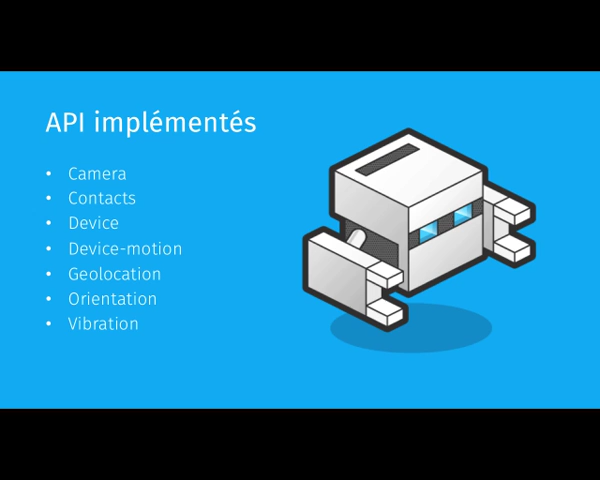 API implémentés
• Camera
• Contacts
• Device
• Device-motion
• Geolocation
• Orientation
• Vibration